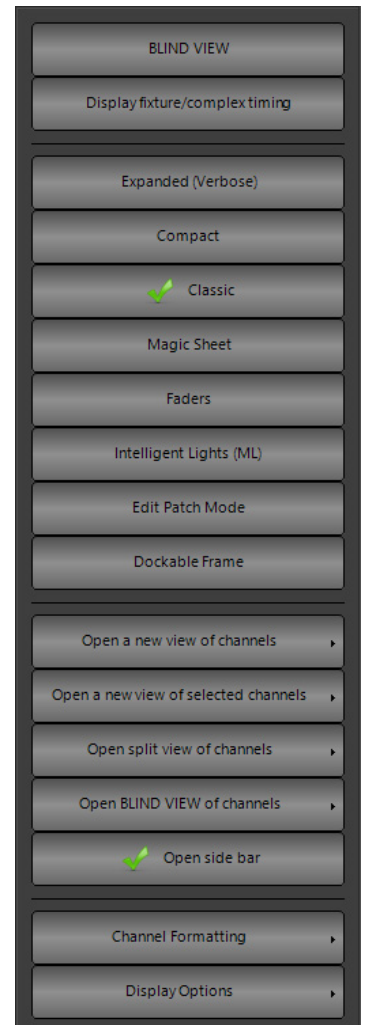 BLIND VIEW
Display fixture/complex timing
Expanded (Verbose)
Compact
Classic
Magic Sheet
Faders
Intelligent Lights (ML)
Edit Patch Mode
Dockable Frame
Open a new view of channels
Open a new view of selected channels
Open split view of channels
Open BLIND VIEW of channels
Open side bar
Channel Formatting
Display Options